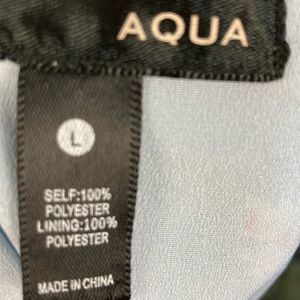 AQUA
L
SELF:100%
POLYESTER
LINING:100%
POLYESTER
MADE IN CHINA